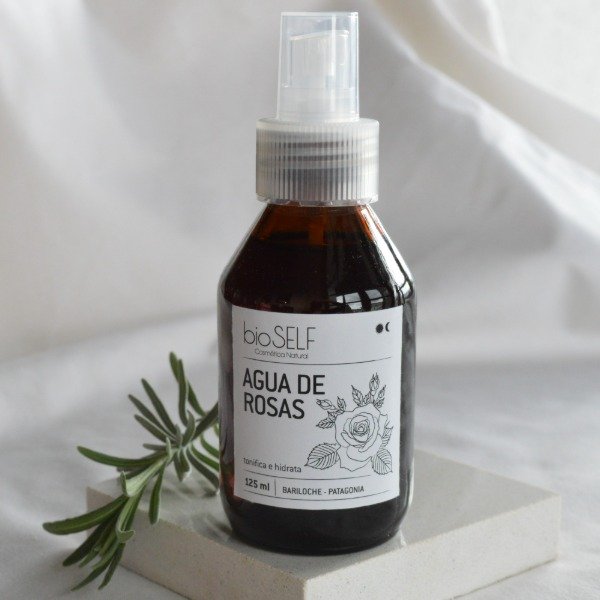 bioSELF
Cosmética Natural
AGUA DE
ROSAS
tonifica e hidrata
125 ml | BARILOCHE - PATAGONIA